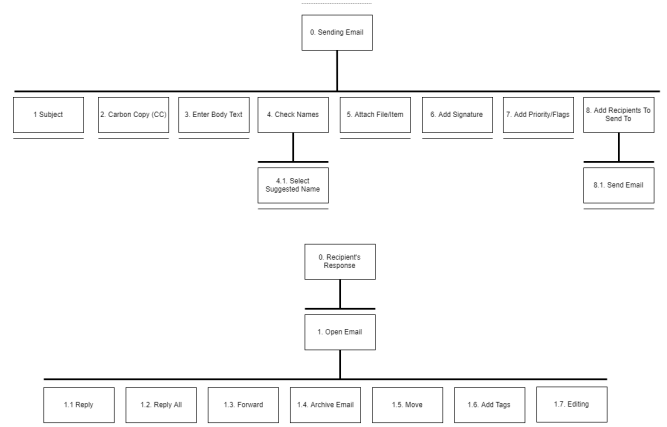 0. Sending Email
1 Subject
2. Carbon Copy (CC)
3. Enter Body Text
4. Check Names
5. Attach File/Item
6. Add Signature
7. Add Priority/Flags
8. Add Recipients To
Send To
4.1. Select
Suggested Name
8.1. Send Email
0. Recipient's
Response
1. Open Email
1.1 Reply
1.2. Reply All
1.3. Forward
1.4. Archive Email
1.5. Move
1.6. Add Tags
1.7. Editing